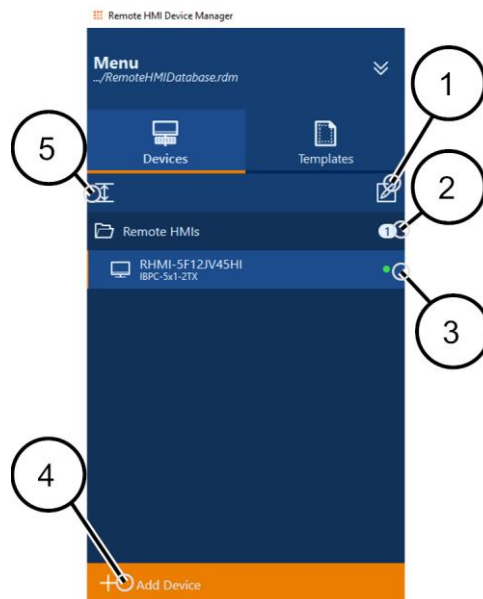 Remote HMI Device Manager
Menu
.../RemoteHMIDatabase.rdm
Devices
Templates
Remote HMIs
1
RHMI-5F12JV45HI
IBPC-5x1-2TX
Add Device
1
2
3
4
5